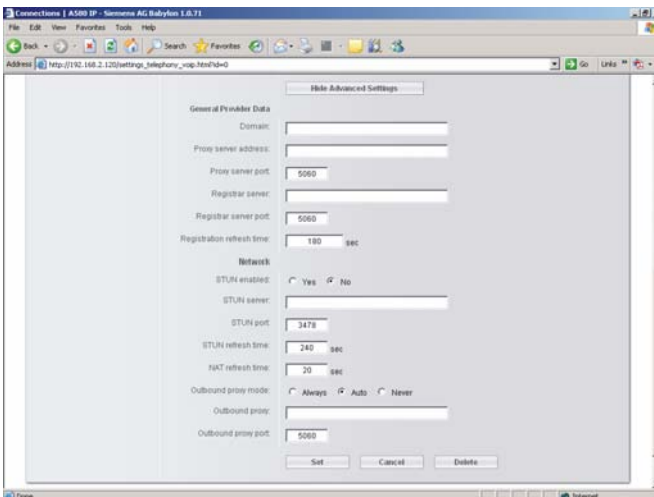 Connections | A580 IP - Siemens AG Babylon 1.0.71
File Edit View Favorites Tools Help
Back Search Favorites
Address http://192.168.2.120/settings_telephony_voip.html?id=0 Go Links
Hide Advanced Settings
General Provider Data
Domain:
Proxy server address:
Proxy server port: 5060
Registrar server:
Registrar server port: 5060
Registration refresh time: 180 sec
Network
STUN enabled: Yes No
STUN server:
STUN port: 3478
STUN refresh time: 240 sec
NAT refresh time: 20 sec
Outbound proxy mode: Always Auto Never
Outbound proxy:
Outbound proxy port: 5060
Set Cancel Delete
Done Internet